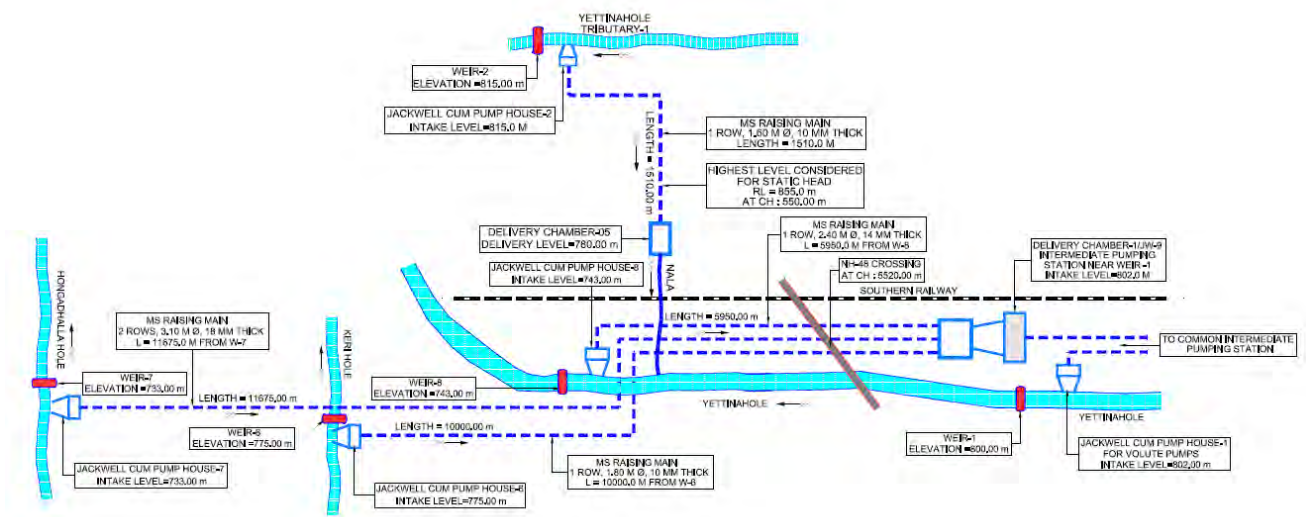 YETTINAHOLE
TRIBUTARY-1
WEIR-2
ELEVATION =815.00 m
JACKWELL CUM PUMP HOUSE-2
INTAKE LEVEL=815.0 M
LENGTH = 1510.00 m
MS RAISING MAIN
1 ROW, 1.60 M Ø, 10 MM THICK
LENGTH = 1510.0 M
HIGHEST LEVEL CONSIDERED
FOR STATIC HEAD
RL = 855.0 m
AT CH : 550.00 m
DELIVERY CHAMBER-05
DELIVERY LEVEL=780.00 m
MS RAISING MAIN
1 ROW, 2.40 M Ø, 14 MM THICK
L = 5950.0 M FROM W-8
DELIVERY CHAMBER-1/JW-9
INTERMEDIATE PUMPING
STATION NEAR WEIR-1
INTAKE LEVEL=802.0 M
JACKWELL CUM PUMP HOUSE-8
INTAKE LEVEL=743.00 m
NALA
NH-48 CROSSING
AT CH : 5520.00 m
SOUTHERN RAILWAY
HONGADHALLA HOLE
MS RAISING MAIN
2 ROWS, 3.10 M Ø, 18 MM THICK
L = 11675.0 M FROM W-7
KERI HOLE
LENGTH = 5950.00 m
TO COMMON INTERMEDIATE
PUMPING STATION
WEIR-7
ELEVATION =733.00 m
WEIR-8
ELEVATION =743.00 m
LENGTH = 11675.00 m
YETTINAHOLE
YETTINAHOLE
WEIR-6
ELEVATION =775.00 m
LENGTH = 10000.00 m
WEIR-1
ELEVATION =800.00 m
JACKWELL CUM PUMP HOUSE-1
FOR VOLUTE PUMPS
INTAKE LEVEL=802.00 m
JACKWELL CUM PUMP HOUSE-7
INTAKE LEVEL=733.00 m
JACKWELL CUM PUMP HOUSE-6
INTAKE LEVEL=775.00 m
MS RAISING MAIN
1 ROW, 1.80 M Ø, 10 MM THICK
L = 10000.0 M FROM W-6